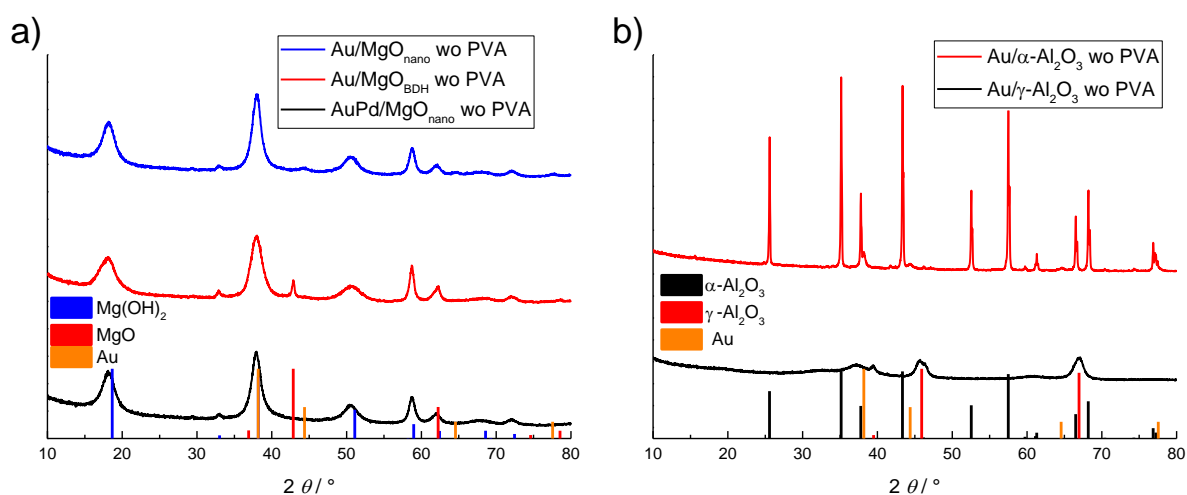 a)
Au/MgOnano wo PVA
Au/MgOBDH wo PVA
AuPd/MgOnano wo PVA
Mg(OH)2
MgO
Au
10 20 30 40 50 60 70 80
2 θ / °
b)
Au/α-Al2O3 wo PVA
Au/γ-Al2O3 wo PVA
α-Al2O3
γ -Al2O3
Au
10 20 30 40 50 60 70 80
2 θ / °